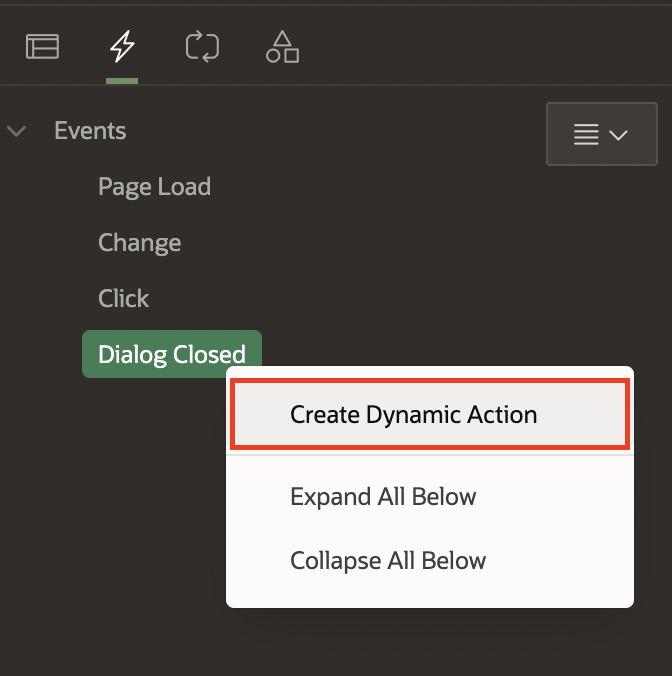 Events
Page Load
Change
Click
Dialog Closed
Create Dynamic Action
Expand All Below
Collapse All Below